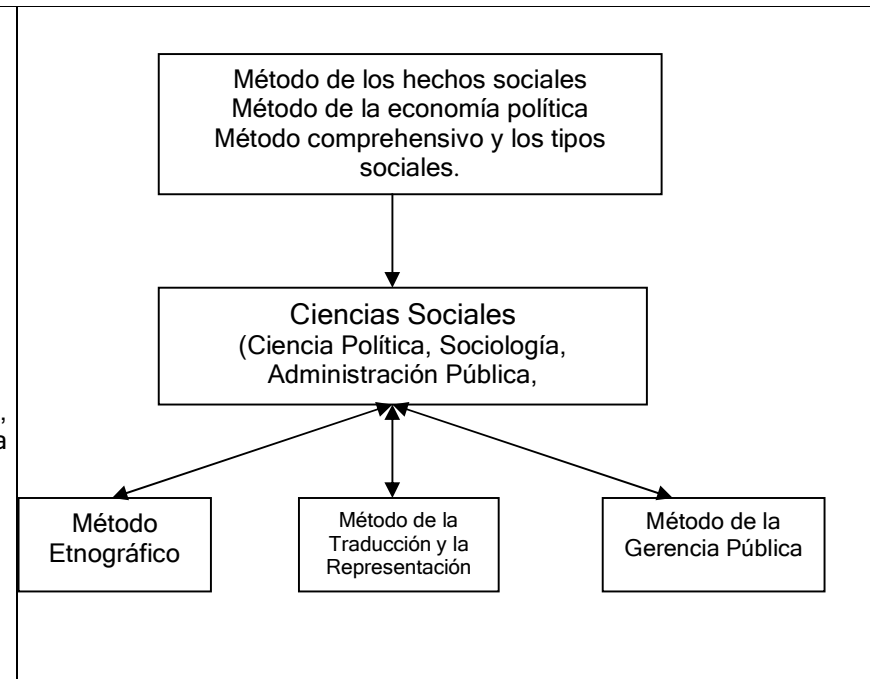 Método de los hechos sociales
Método de la economía política
Método comprehensivo y los tipos
sociales.
Ciencias Sociales
(Ciencia Política, Sociología,
Administración Pública,
,
a
Método
Etnográfico
Método de la
Traducción y la
Representación
Método de la
Gerencia Pública